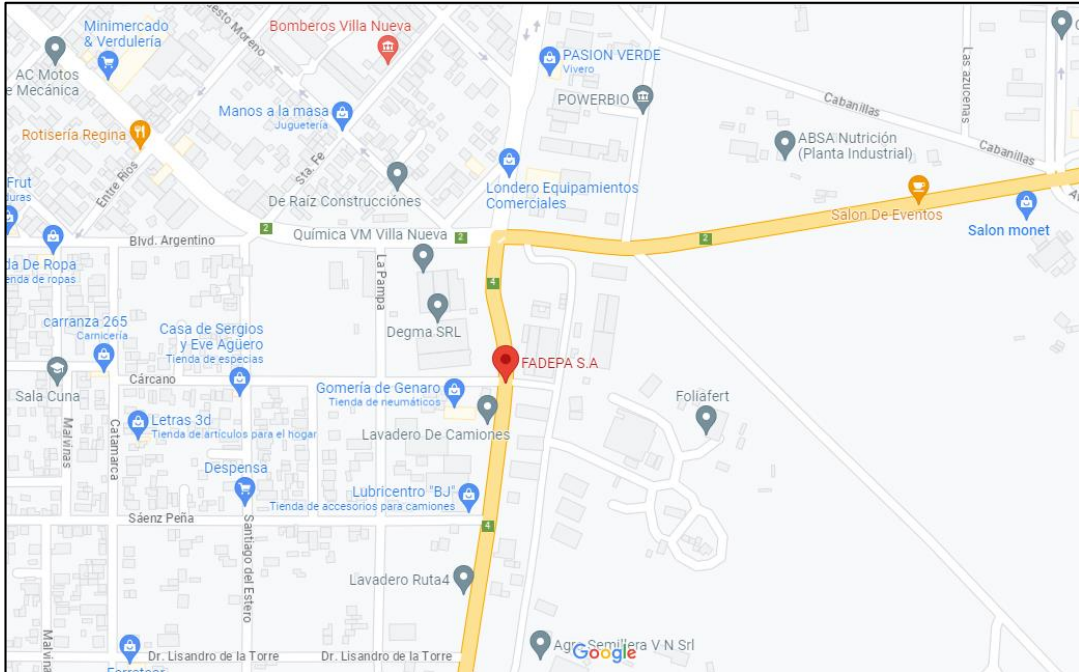 Minimercado
& Verdulería
Bomberos Villa Nueva
AC Motos
e Mecánica
PASION VERDE
Vivero
POWERBIO
Las azucenas
Cabanillas
Cabanillas
Manos a la masa
Juguetería
Rotisería Regina
ABSA Nutrición
(Planta Industrial)
Entre Ríos
Sta. Fe
Frut
duras
De Raíz Construcciónes
Londero Equipamientos
Comerciales
Salon De Eventos
Salon monet
2
Química VM Villa Nueva
2
2
Blvd. Argentino
da De Ropa
enda de ropas
La Pampa
4
carranza 265
Carnicería
Casa de Sergios
y Eve Agüero
Tienda de especias
Degma SRL
FADEPA S.A
Sala Cuna
Cárcano
Gomería de Genaro
Tienda de neumáticos
Foliafert
Malvinas
Catamarca
Letras 3d
Tienda de artículos para el hogar
Lavadero De Camiones
Despensa
Lubricentro "BJ"
Tienda de accesorios para camiones
Sáenz Peña
4
Santiago del Estero
Lavadero Ruta4
Malvina
Dr. Lisandro de la Torre
Dr. Lisandro de la Torre
Agro Semillera V N Srl
Google